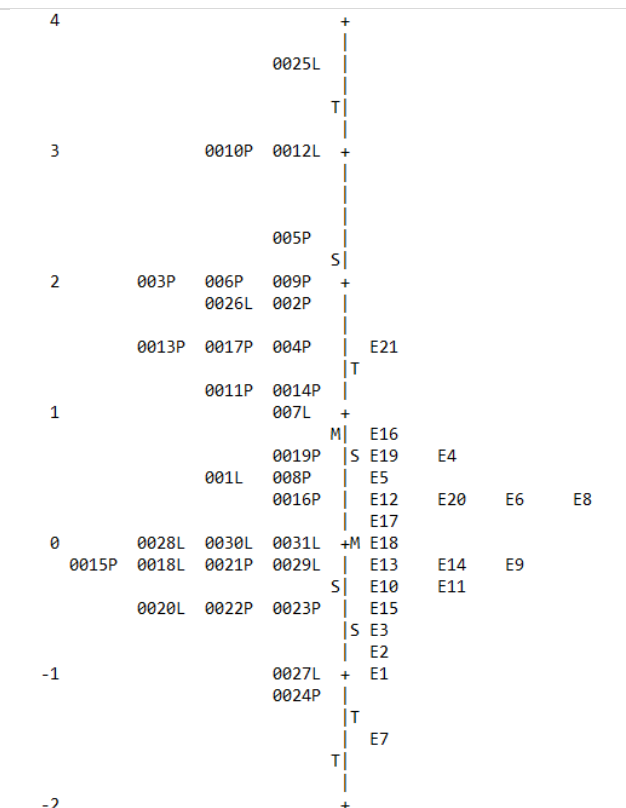 4 +
|
0025L |
|
T|
|
3 0010P 0012L +
|
|
|
005P |
S|
2 003P 006P 009P +
0026L 002P |
|
0013P 0017P 004P | E21
|T
0011P 0014P |
1 007L +
M| E16
0019P |S E19 E4
001L 008P | E5
0016P | E12 E20 E6 E8
| E17
0 0028L 0030L 0031L +M E18
0015P 0018L 0021P 0029L | E13 E14 E9
S| E10 E11
0020L 0022P 0023P | E15
|S E3
| E2
-1 0027L + E1
0024P |
|T
| E7
T|
|
-2 +